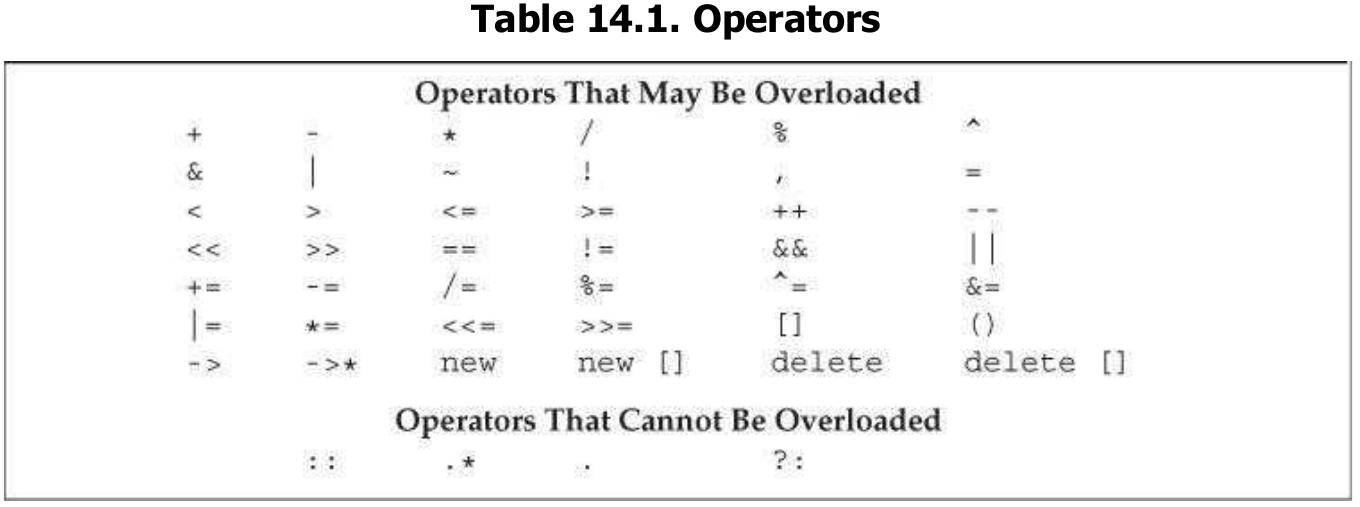 Table 14.1. Operators
Operators That May Be Overloaded
+ - * / % ^
& | ~ ! , =
< > <= >= ++ --
<< >> == != && ||
+= -= /= %= ^= &=
|= *= <<= >>= [] ()
-> ->* new new [] delete delete []
Operators That Cannot Be Overloaded
:: .* . ?: